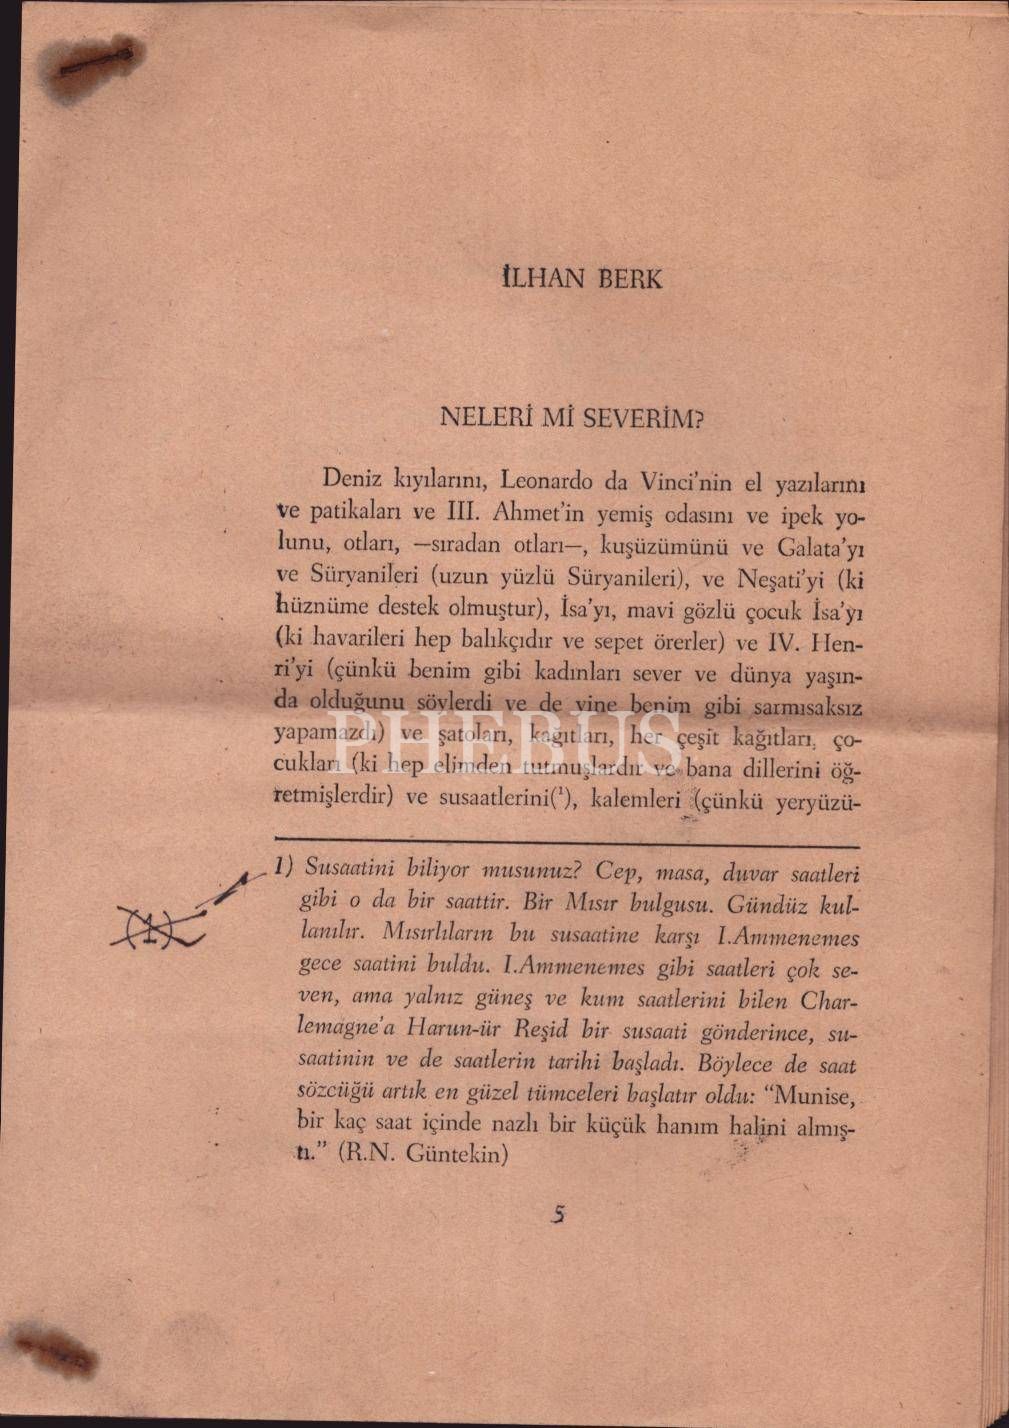 İLHAN BERK
NELERİ Mİ SEVERİM?
Deniz kıyılarını, Leonardo da Vinci'nin el yazılarını
ve patikaları ve III. Ahmet'in yemiş odasını ve ipek yo-
lunu, otları, —sıradan otları—, kuşüzümünü ve Galata'yı
ve Süryanileri (uzun yüzlü Süryanileri), ve Neşati'yi (ki
hüznüme destek olmuştur), İsa'yı, mavi gözlü çocuk İsa'yı
(ki havarileri hep balıkçıdır ve sepet örerler) ve IV. Hen-
ri'yi (çünkü benim gibi kadınları sever ve dünya yaşın-
da olduğunu söylerdi ve de yine benim gibi sarmısaksız
yapamazdı) ve şatoları, kağıtları, her çeşit kağıtları, ço-
cukları (ki hep elimden tutmuşlardır ve bana dillerini öğ-
retmişlerdir) ve susaatlerini(¹), kalemleri (çünkü yeryüzü-
PHEBUS
1) Susaatini biliyor musunuz? Cep, masa, duvar saatleri
gibi o da bir saattir. Bir Mısır bulgusu. Gündüz kul-
lanılır. Mısırlıların bu susaatine karşı I.Ammenemes
gece saatini buldu. I.Ammenemes gibi saatleri çok se-
ven, ama yalnız güneş ve kum saatlerini bilen Char-
lemagne'a Harun-ür Reşid bir susaati gönderince, su-
saatinin ve de saatlerin tarihi başladı. Böylece de saat
sözcüğü artık en güzel tümceleri başlatır oldu: "Munise,
bir kaç saat içinde nazlı bir küçük hanım halini almış-
tı." (R.N. Güntekin)
(1)
5